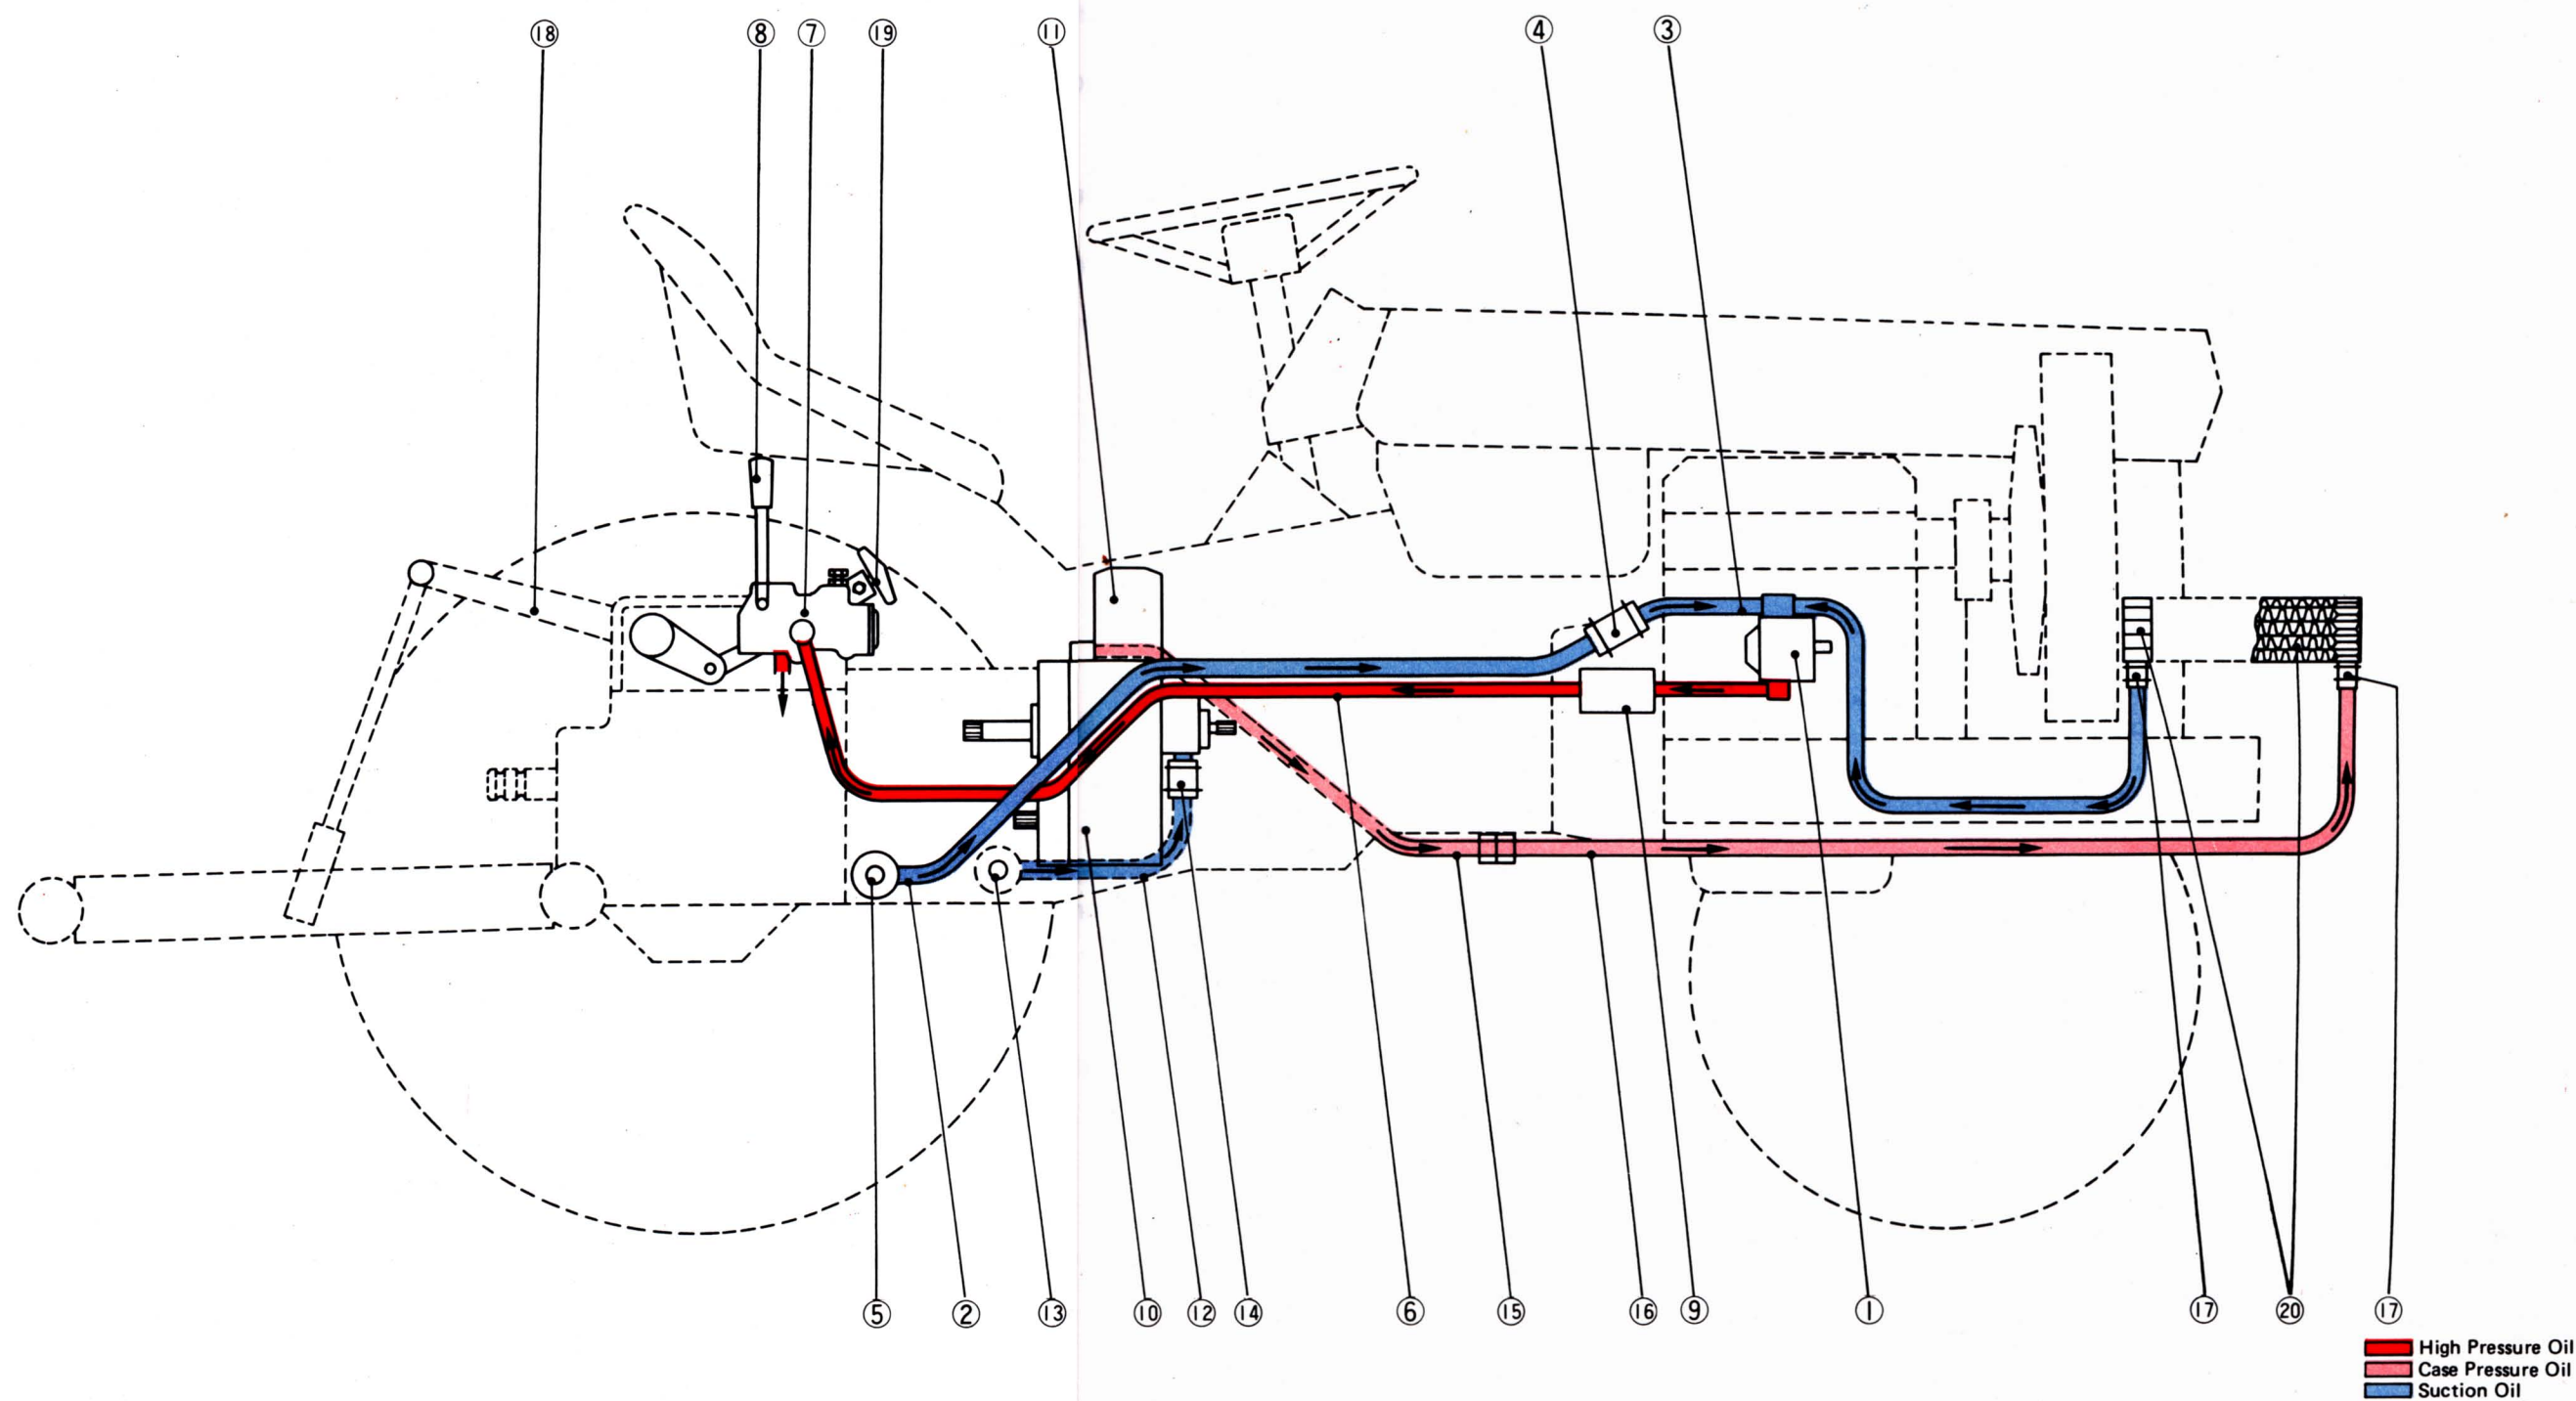 ⑱ ⑧ ⑦ ⑲ ⑪ ④ ③
⑤ ② ⑬ ⑩ ⑫ ⑭ ⑥ ⑮ ⑯ ⑨ ① ⑰ ⑳ ⑰
High Pressure Oil
Case Pressure Oil
Suction Oil